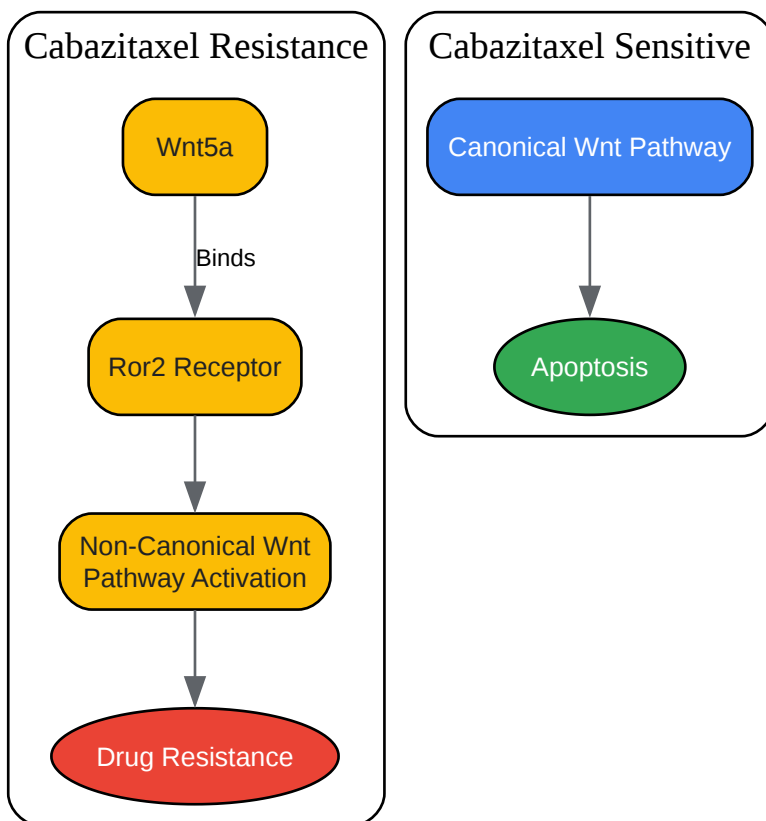 Cabazitaxel Resistance
Wnt5a
Binds
Ror2 Receptor
Non-Canonical Wnt
Pathway Activation
Drug Resistance
Cabazitaxel Sensitive
Canonical Wnt Pathway
Apoptosis